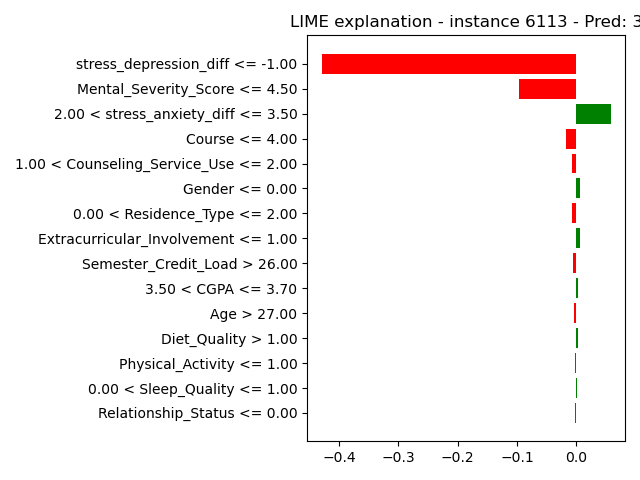 LIME explanation - instance 6113 - Pred: 3
stress_depression_diff <= -1.00
Mental_Severity_Score <= 4.50
2.00 < stress_anxiety_diff <= 3.50
Course <= 4.00
1.00 < Counseling_Service_Use <= 2.00
Gender <= 0.00
0.00 < Residence_Type <= 2.00
Extracurricular_Involvement <= 1.00
Semester_Credit_Load > 26.00
3.50 < CGPA <= 3.70
Age > 27.00
Diet_Quality > 1.00
Physical_Activity <= 1.00
0.00 < Sleep_Quality <= 1.00
Relationship_Status <= 0.00
−0.4 −0.3 −0.2 −0.1 0.0